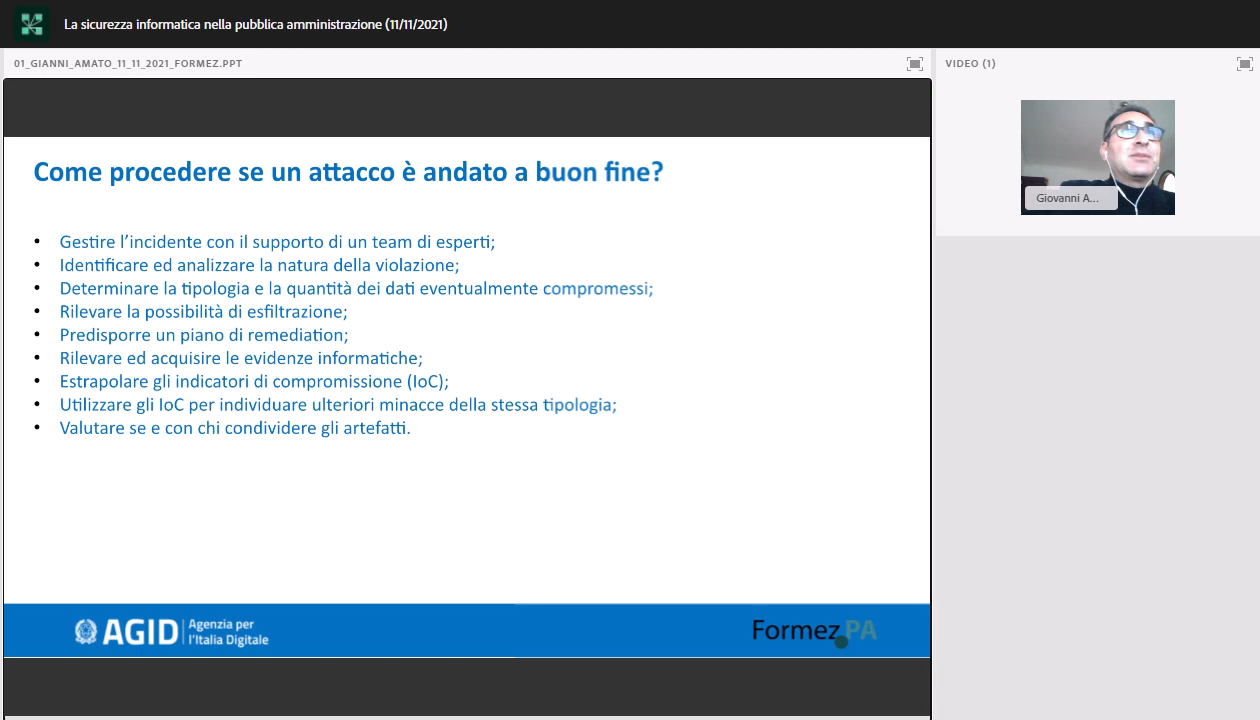 La sicurezza informatica nella pubblica amministrazione (11/11/2021)
01_GIANNI_AMATO_11_11_2021_FORMEZ.PPT
VIDEO (1)
Come procedere se un attacco è andato a buon fine?
• Gestire l'incidente con il supporto di un team di esperti;
• Identificare ed analizzare la natura della violazione;
• Determinare la tipologia e la quantità dei dati eventualmente compromessi;
• Rilevare la possibilità di esfiltrazione;
• Predisporre un piano di remediation;
• Rilevare ed acquisire le evidenze informatiche;
• Estrapolare gli indicatori di compromissione (IoC);
• Utilizzare gli IoC per individuare ulteriori minacce della stessa tipologia;
• Valutare se e con chi condividere gli artefatti.
Giovanni A...
AGID
Agenzia per
l'Italia Digitale
Formez PA